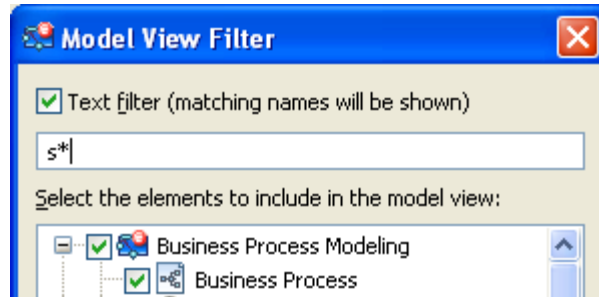 Model View Filter
Text filter (matching names will be shown)
s*
Select the elements to include in the model view:
Business Process Modeling
Business Process